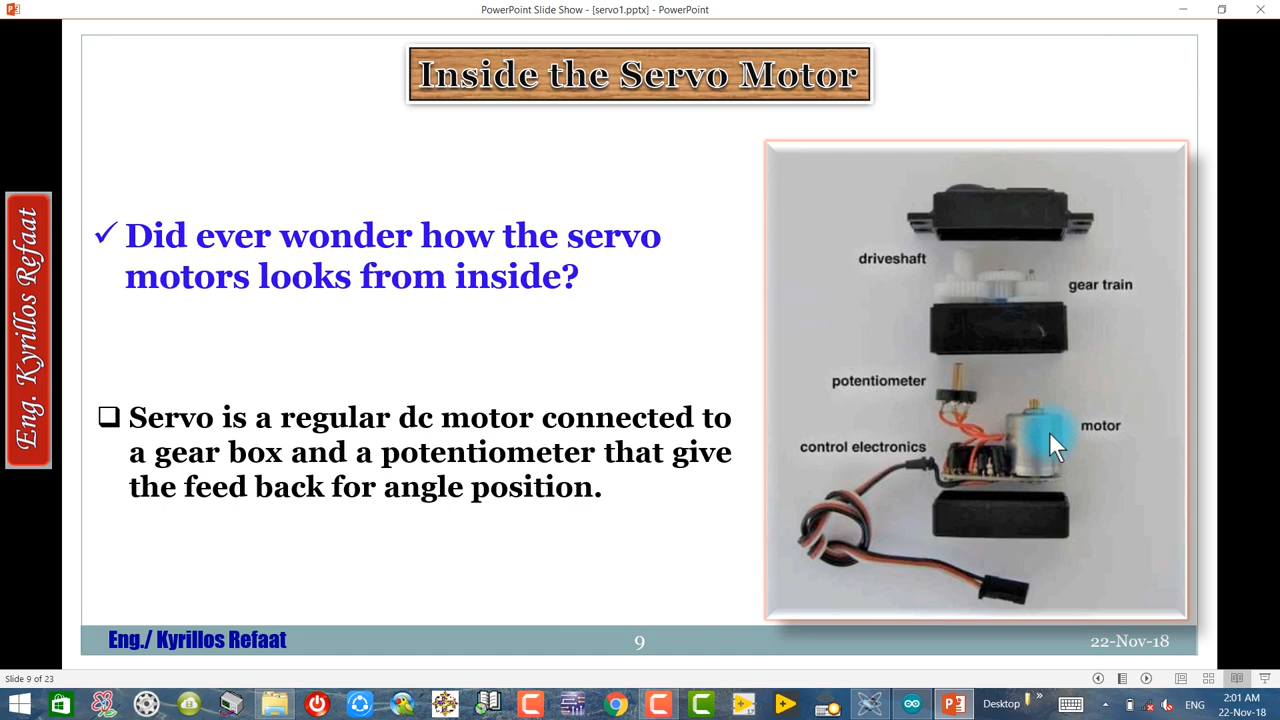 PowerPoint Slide Show - [servo1.pptx] - PowerPoint
Inside the Servo Motor
Eng. Kyrillos Refaat
Did ever wonder how the servo
motors looks from inside?
Servo is a regular dc motor connected to
a gear box and a potentiometer that give
the feed back for angle position.
driveshaft
gear train
potentiometer
motor
control electronics
Eng./ Kyrillos Refaat
9
22-Nov-18
Slide 9 of 23
Desktop
ENG
2:01 AM
22-Nov-18